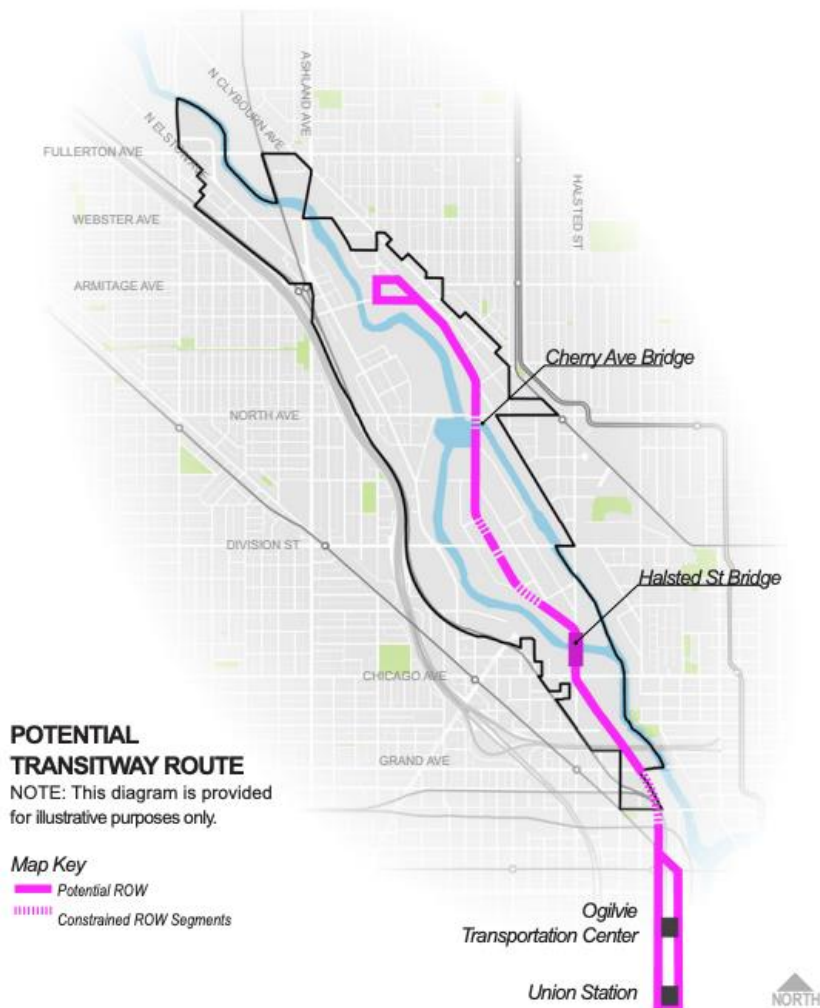 ASHLAND AVE
N CLYBOURN AVE
N ELSTON AVE
FULLERTON AVE
HALSTED ST
WEBSTER AVE
ARMITAGE AVE
Cherry Ave Bridge
NORTH AVE
DIVISION ST
Halsted St Bridge
CHICAGO AVE
GRAND AVE
POTENTIAL
TRANSITWAY ROUTE
NOTE: This diagram is provided
for illustrative purposes only.
Map Key
Potential ROW
Constrained ROW Segments
Ogilvie
Transportation Center
Union Station
NORTH